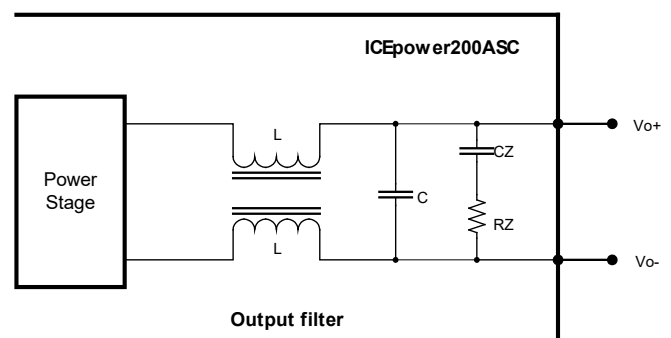 ICEpower200ASC
L
Vo+
CZ
Power
Stage
C
RZ
L
Vo-
Output filter